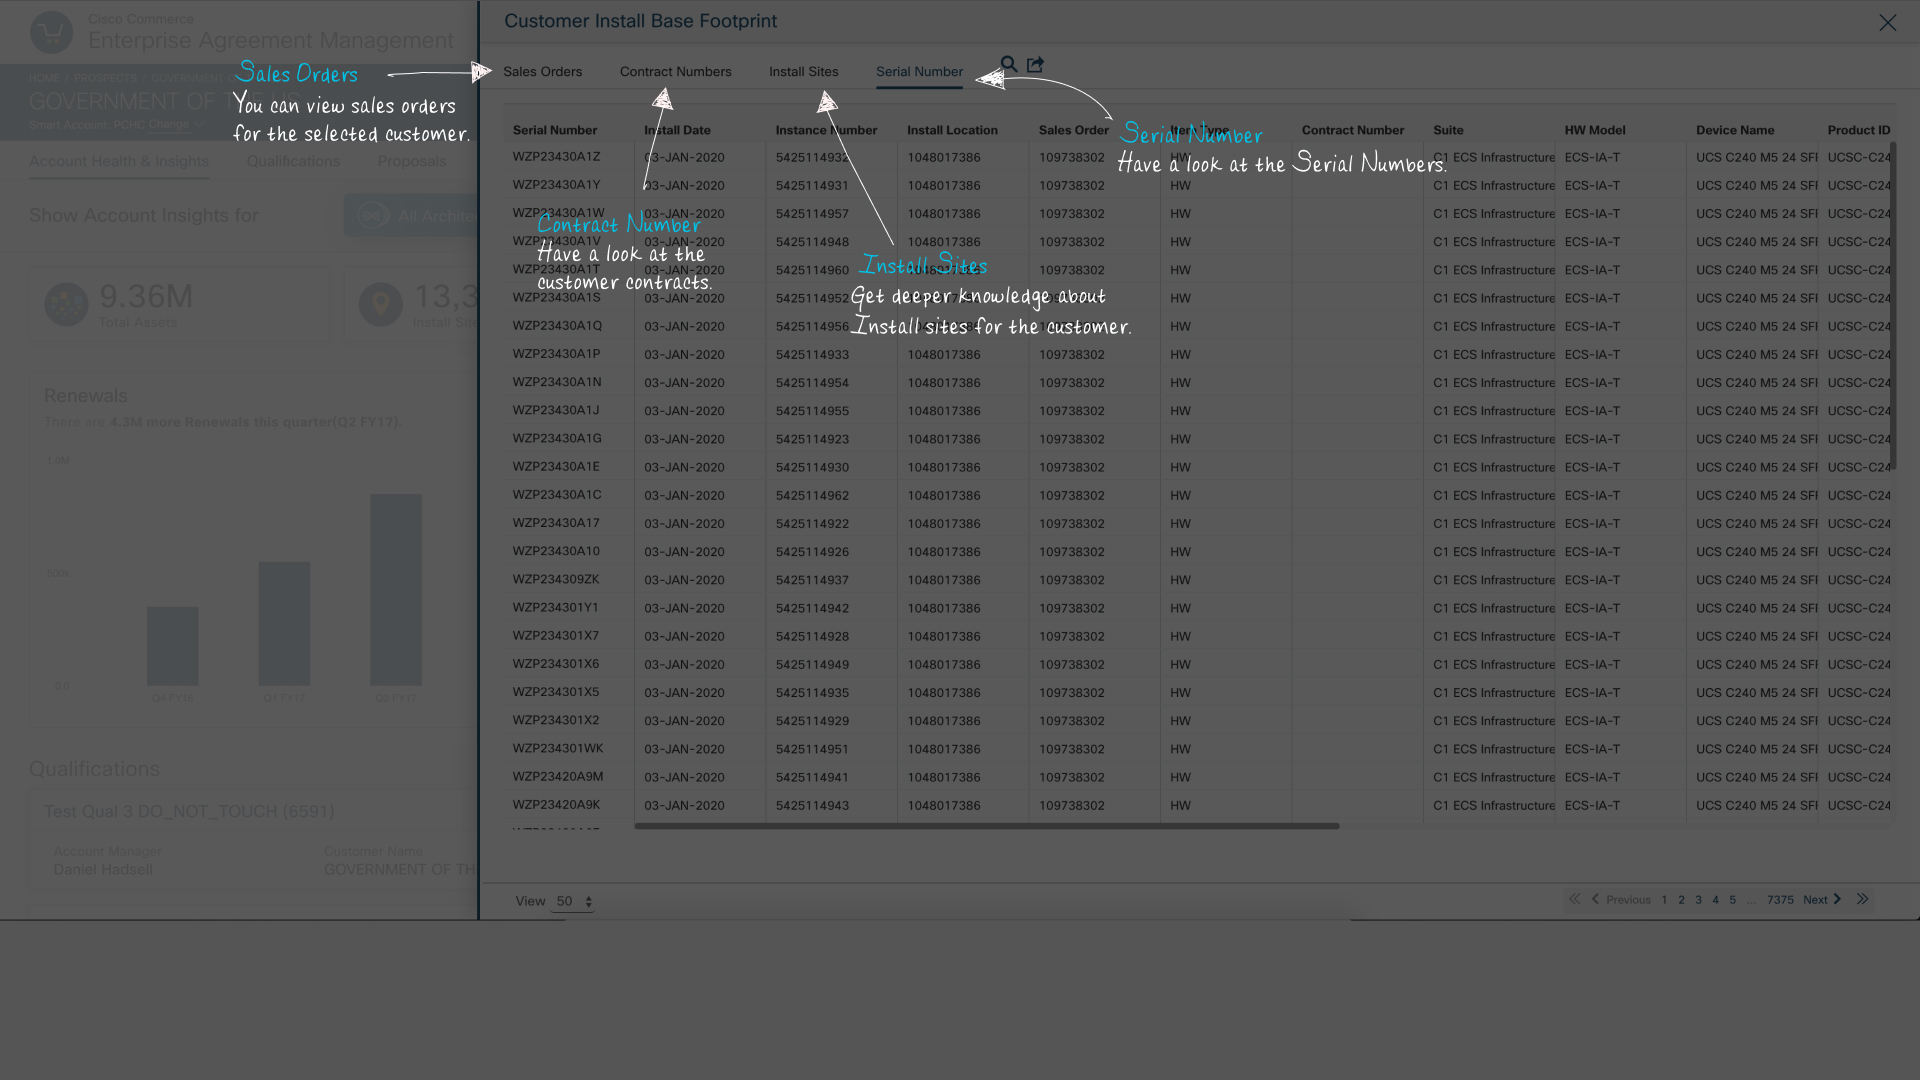 Cisco Commerce
Enterprise Agreement Management
HOME / PROSPECTS / GOVERNMENT
GOVERNMENT OF THE US
Smart Account: PGHC Change
Account Health & Insights Qualifications Proposals
Show Account Insights for All Archite
9.36M
Total Assets
13,3
Install Site
Renewals
There are 4.3M more Renewals this quarter(Q2 FY17).
500k
0.0
Q4 FY16 Q1 FY17 Q2 FY17
Qualifications
Test Qual 3 DO_NOT_TOUCH (6591)
Account Manager Customer Name
Daniel Hadsell GOVERNMENT OF TH
Customer Install Base Footprint
Sales Orders Contract Numbers Install Sites Serial Number
Sales Orders
You can view sales orders
for the selected customer.
Contract Number
Have a look at the
customer contracts.
Install Sites
Get deeper knowledge about
Install sites for the customer.
Serial Number
Have a look at the Serial Numbers.
Serial Number Install Date Instance Number Install Location Sales Order Item Type Contract Number Suite HW Model Device Name Product ID
WZP23430A1Z 03-JAN-2020 5425114932 1048017386 109738302 HW C1 ECS Infrastructure ECS-IA-T UCS C240 M5 24 SFF UCSC-C24
WZP23430A1Y 03-JAN-2020 5425114931 1048017386 109738302 HW C1 ECS Infrastructure ECS-IA-T UCS C240 M5 24 SFF UCSC-C24
WZP23430A1W 03-JAN-2020 5425114957 1048017386 109738302 HW C1 ECS Infrastructure ECS-IA-T UCS C240 M5 24 SFF UCSC-C24
WZP23430A1V 03-JAN-2020 5425114948 1048017386 109738302 HW C1 ECS Infrastructure ECS-IA-T UCS C240 M5 24 SFF UCSC-C24
WZP23430A1T 03-JAN-2020 5425114960 1048017386 109738302 HW C1 ECS Infrastructure ECS-IA-T UCS C240 M5 24 SFF UCSC-C24
WZP23430A1S 03-JAN-2020 5425114952 1048017386 109738302 HW C1 ECS Infrastructure ECS-IA-T UCS C240 M5 24 SFF UCSC-C24
WZP23430A1Q 03-JAN-2020 5425114956 1048017386 109738302 HW C1 ECS Infrastructure ECS-IA-T UCS C240 M5 24 SFF UCSC-C24
WZP23430A1P 03-JAN-2020 5425114933 1048017386 109738302 HW C1 ECS Infrastructure ECS-IA-T UCS C240 M5 24 SFF UCSC-C24
WZP23430A1N 03-JAN-2020 5425114954 1048017386 109738302 HW C1 ECS Infrastructure ECS-IA-T UCS C240 M5 24 SFF UCSC-C24
WZP23430A1J 03-JAN-2020 5425114955 1048017386 109738302 HW C1 ECS Infrastructure ECS-IA-T UCS C240 M5 24 SFF UCSC-C24
WZP23430A1G 03-JAN-2020 5425114923 1048017386 109738302 HW C1 ECS Infrastructure ECS-IA-T UCS C240 M5 24 SFF UCSC-C24
WZP23430A1E 03-JAN-2020 5425114930 1048017386 109738302 HW C1 ECS Infrastructure ECS-IA-T UCS C240 M5 24 SFF UCSC-C24
WZP23430A1C 03-JAN-2020 5425114962 1048017386 109738302 HW C1 ECS Infrastructure ECS-IA-T UCS C240 M5 24 SFF UCSC-C24
WZP23430A17 03-JAN-2020 5425114922 1048017386 109738302 HW C1 ECS Infrastructure ECS-IA-T UCS C240 M5 24 SFF UCSC-C24
WZP23430A10 03-JAN-2020 5425114926 1048017386 109738302 HW C1 ECS Infrastructure ECS-IA-T UCS C240 M5 24 SFF UCSC-C24
WZP234309ZK 03-JAN-2020 5425114937 1048017386 109738302 HW C1 ECS Infrastructure ECS-IA-T UCS C240 M5 24 SFF UCSC-C24
WZP234301Y1 03-JAN-2020 5425114942 1048017386 109738302 HW C1 ECS Infrastructure ECS-IA-T UCS C240 M5 24 SFF UCSC-C24
WZP234301X7 03-JAN-2020 5425114928 1048017386 109738302 HW C1 ECS Infrastructure ECS-IA-T UCS C240 M5 24 SFF UCSC-C24
WZP234301X6 03-JAN-2020 5425114949 1048017386 109738302 HW C1 ECS Infrastructure ECS-IA-T UCS C240 M5 24 SFF UCSC-C24
WZP234301X5 03-JAN-2020 5425114935 1048017386 109738302 HW C1 ECS Infrastructure ECS-IA-T UCS C240 M5 24 SFF UCSC-C24
WZP234301X2 03-JAN-2020 5425114929 1048017386 109738302 HW C1 ECS Infrastructure ECS-IA-T UCS C240 M5 24 SFF UCSC-C24
WZP234301WK 03-JAN-2020 5425114951 1048017386 109738302 HW C1 ECS Infrastructure ECS-IA-T UCS C240 M5 24 SFF UCSC-C24
WZP23420A9M 03-JAN-2020 5425114941 1048017386 109738302 HW C1 ECS Infrastructure ECS-IA-T UCS C240 M5 24 SFF UCSC-C24
WZP23420A9K 03-JAN-2020 5425114943 1048017386 109738302 HW C1 ECS Infrastructure ECS-IA-T UCS C240 M5 24 SFF UCSC-C24
View 50 Previous 1 2 3 4 5 ... 7375 Next